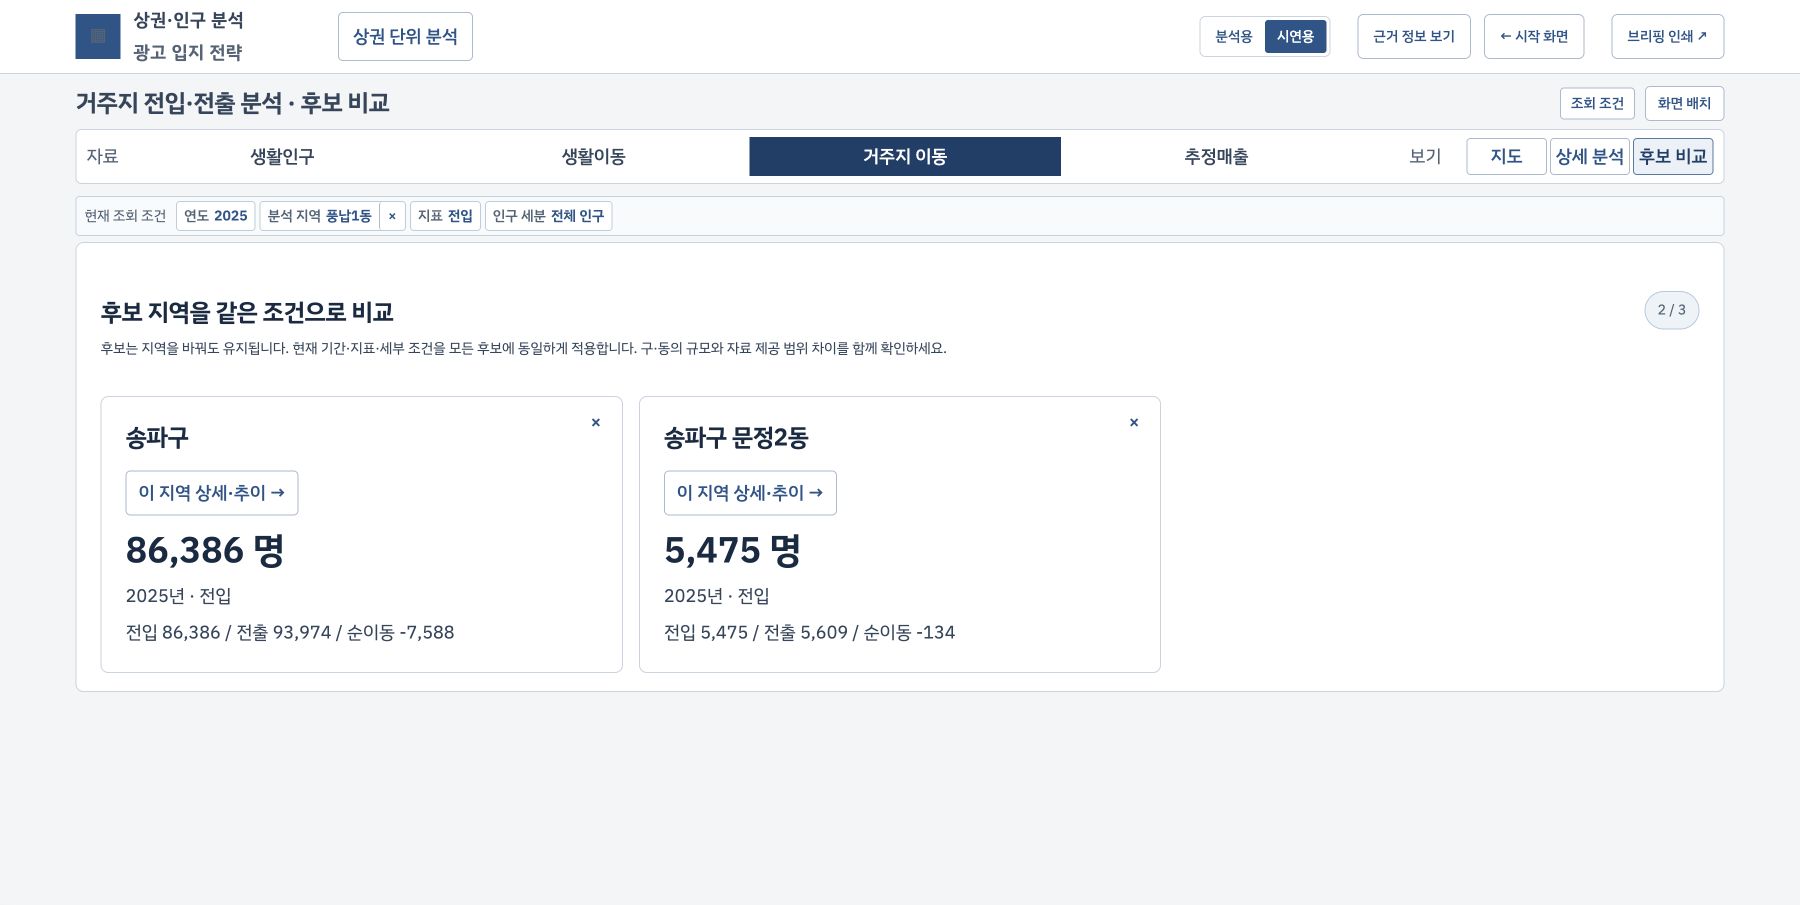 상권·인구 분석
광고 입지 전략
상권 단위 분석
분석용 시연용
근거 정보 보기
← 시작 화면
브리핑 인쇄 ↗
거주지 전입·전출 분석 · 후보 비교
조회 조건
화면 배치
자료 생활인구 생활이동 거주지 이동 추정매출 보기 지도 상세 분석 후보 비교
현재 조회 조건 연도 2025 분석 지역 풍납1동 × 지표 전입 인구 세분 전체 인구
후보 지역을 같은 조건으로 비교
2 / 3
후보는 지역을 바꿔도 유지됩니다. 현재 기간·지표·세부 조건을 모든 후보에 동일하게 적용합니다. 구·동의 규모와 자료 제공 범위 차이를 함께 확인하세요.
송파구 ×
이 지역 상세·추이 →
86,386 명
2025년 · 전입
전입 86,386 / 전출 93,974 / 순이동 -7,588
송파구 문정2동 ×
이 지역 상세·추이 →
5,475 명
2025년 · 전입
전입 5,475 / 전출 5,609 / 순이동 -134